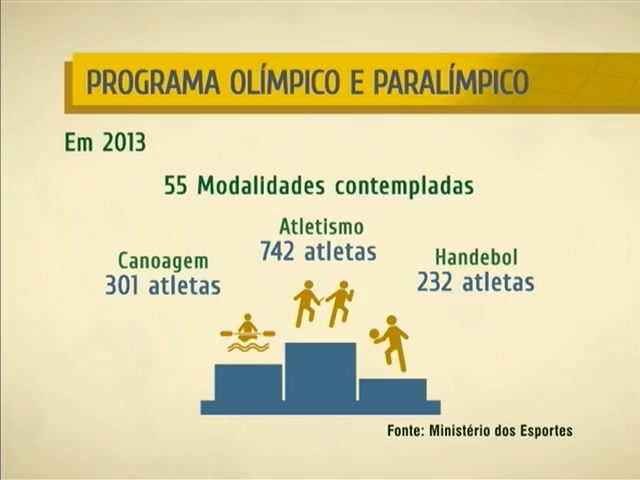 PROGRAMA OLÍMPICO E PARALÍMPICO
Em 2013
55 Modalidades contempladas
Atletismo
742 atletas
Canoagem
301 atletas
Handebol
232 atletas
Fonte: Ministério dos Esportes